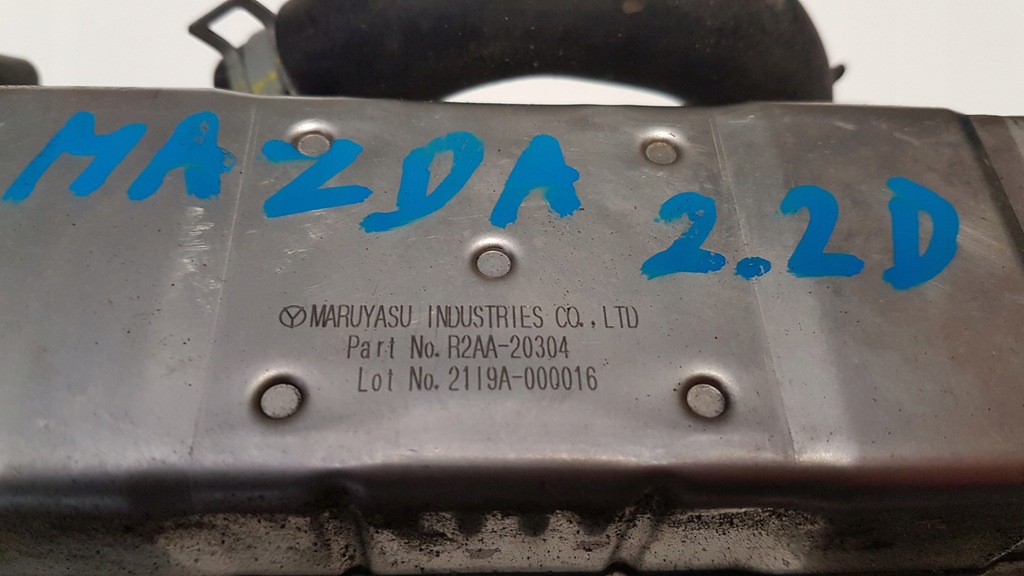 MAZDA 2.2D
MARUYASU INDUSTRIES CO.,LTD
Part No. R2AA-20304
Lot No. 2119A-000016